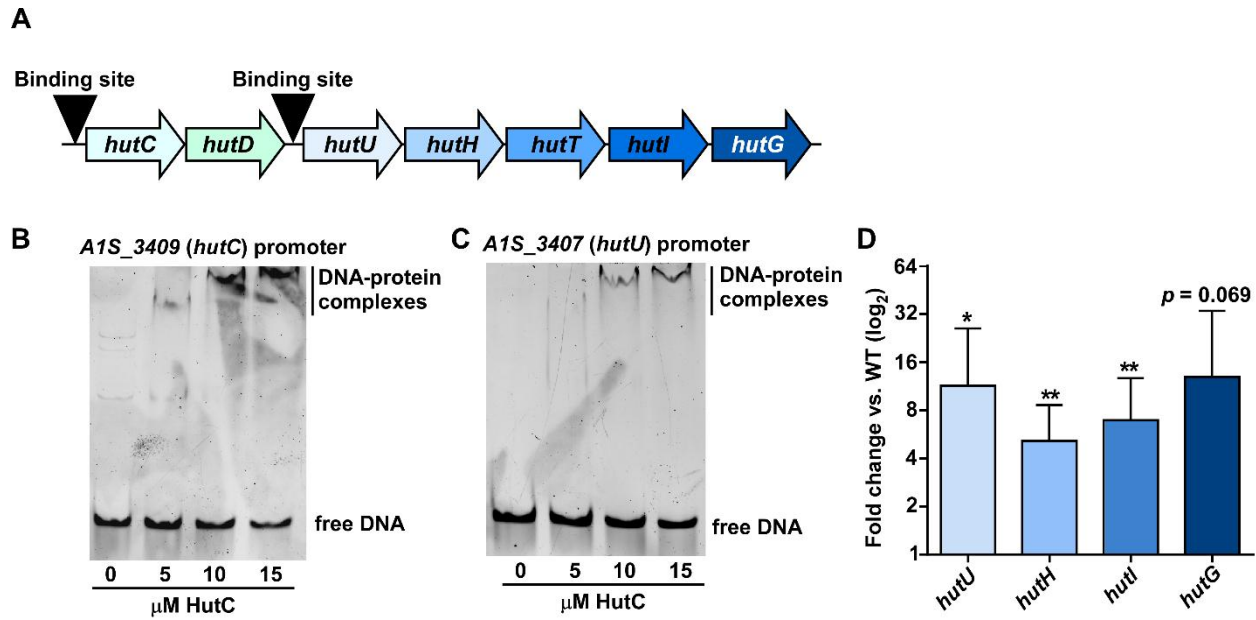 A
Binding site
Binding site
hutC
hutD
hutU
hutH
hutT
hutI
hutG
B
A1S_3409 (hutC) promoter
DNA-protein
complexes
free DNA
0 5 10 15
μM HutC
C
A1S_3407 (hutU) promoter
DNA-protein
complexes
free DNA
0 5 10 15
μM HutC
D
Fold change vs. WT (log2)
64
32
16
8
4
2
1
*
**
**
p = 0.069
hutU
hutH
hutI
hutG